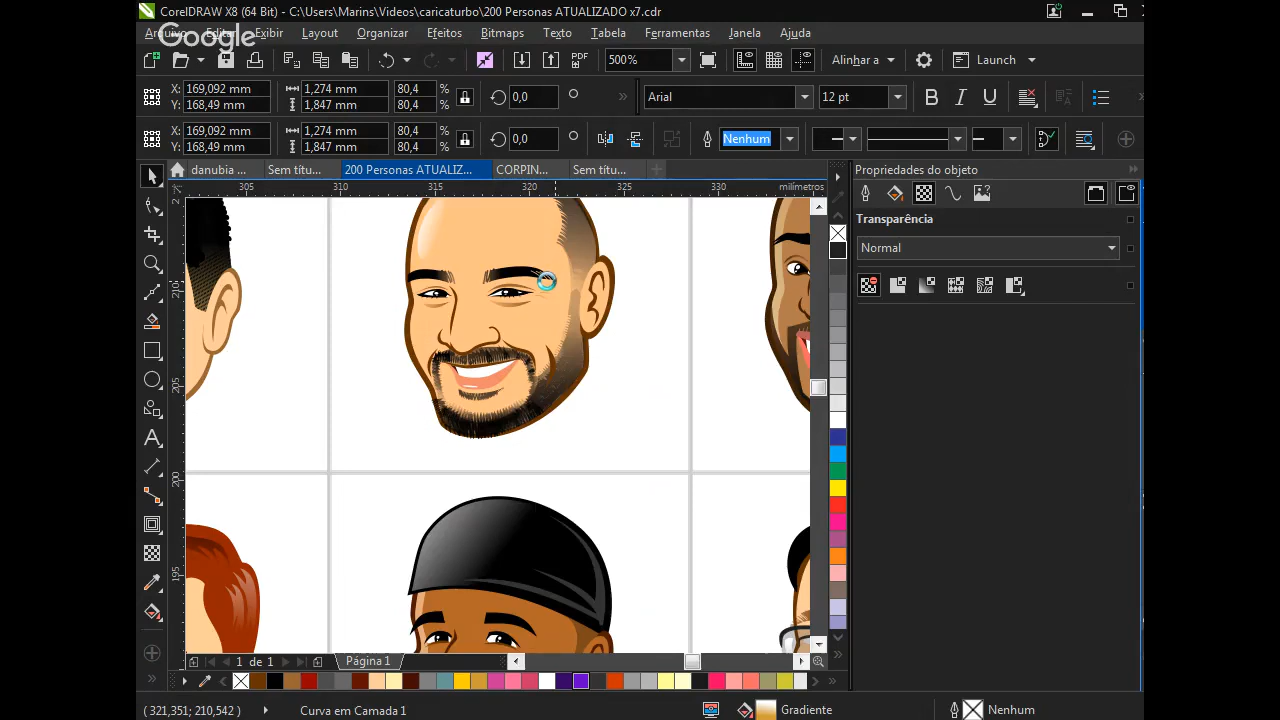 CorelDRAW X8 (64 Bit) - C:\Users\Marins\Videos\caricaturbo\200 Personas ATUALIZADO x7.cdr
Google
Arquivo Editar Exibir Layout Organizar Efeitos Bitmaps Texto Tabela Ferramentas Janela Ajuda
PDF 500% Alinhar a Launch
X: 169,092 mm 1,274 mm 80,4 % 0,0 Arial 12 pt B I U
Y: 168,49 mm 1,847 mm 80,4 %
X: 169,092 mm 1,274 mm 80,4 % 0,0 Nenhum
Y: 168,49 mm 1,847 mm 80,4 %
danubia ... Sem títu... 200 Personas ATUALIZ... CORPIN... Sem títu...
Propriedades do objeto
305 310 315 320 325 330 milímetros
Transparência
Normal
210
205
200
195
1 de 1 Página 1
( 321,351; 210,542 ) Curva em Camada 1 Gradiente Nenhum